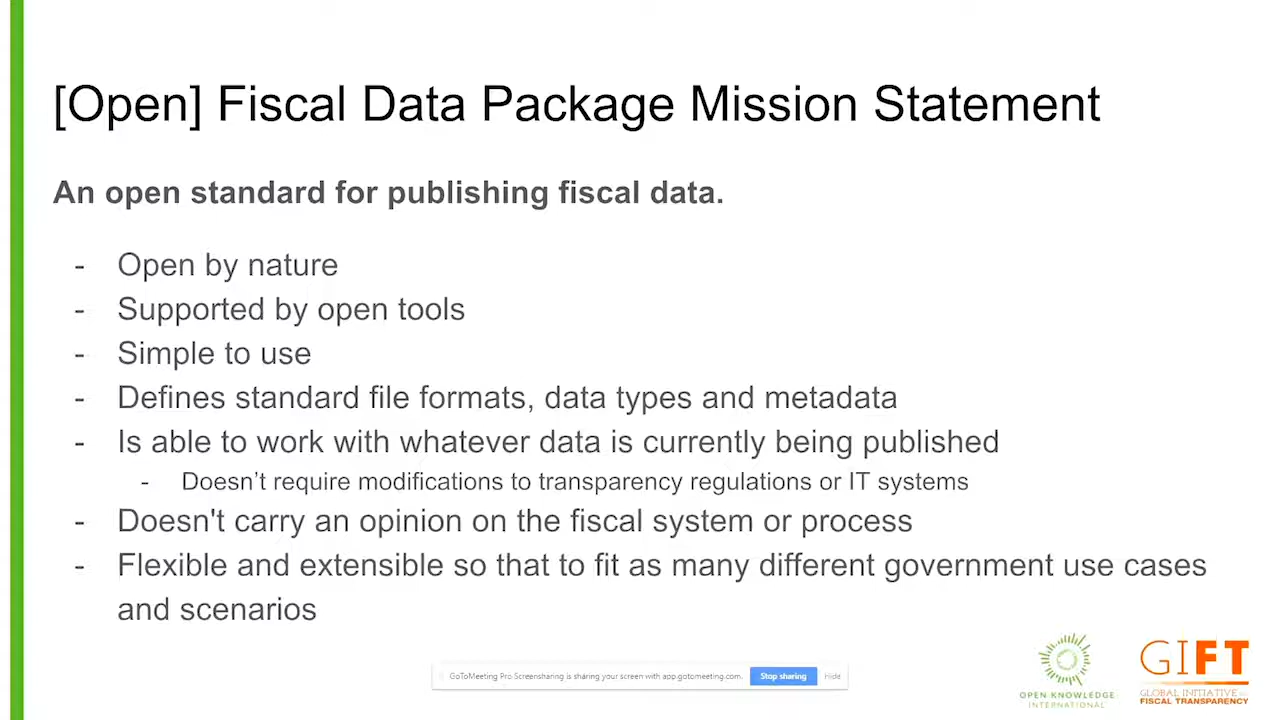 [Open] Fiscal Data Package Mission Statement
An open standard for publishing fiscal data.
- Open by nature
- Supported by open tools
- Simple to use
- Defines standard file formats, data types and metadata
- Is able to work with whatever data is currently being published
- Doesn’t require modifications to transparency regulations or IT systems
- Doesn't carry an opinion on the fiscal system or process
- Flexible and extensible so that to fit as many different government use cases
and scenarios
GoToMeeting Pro Screensharing is sharing your screen with app.gotomeeting.com. Stop sharing Hide
OPEN KNOWLEDGE
INTERNATIONAL
GIFT
GLOBAL INITIATIVE
FISCAL TRANSPARENCY